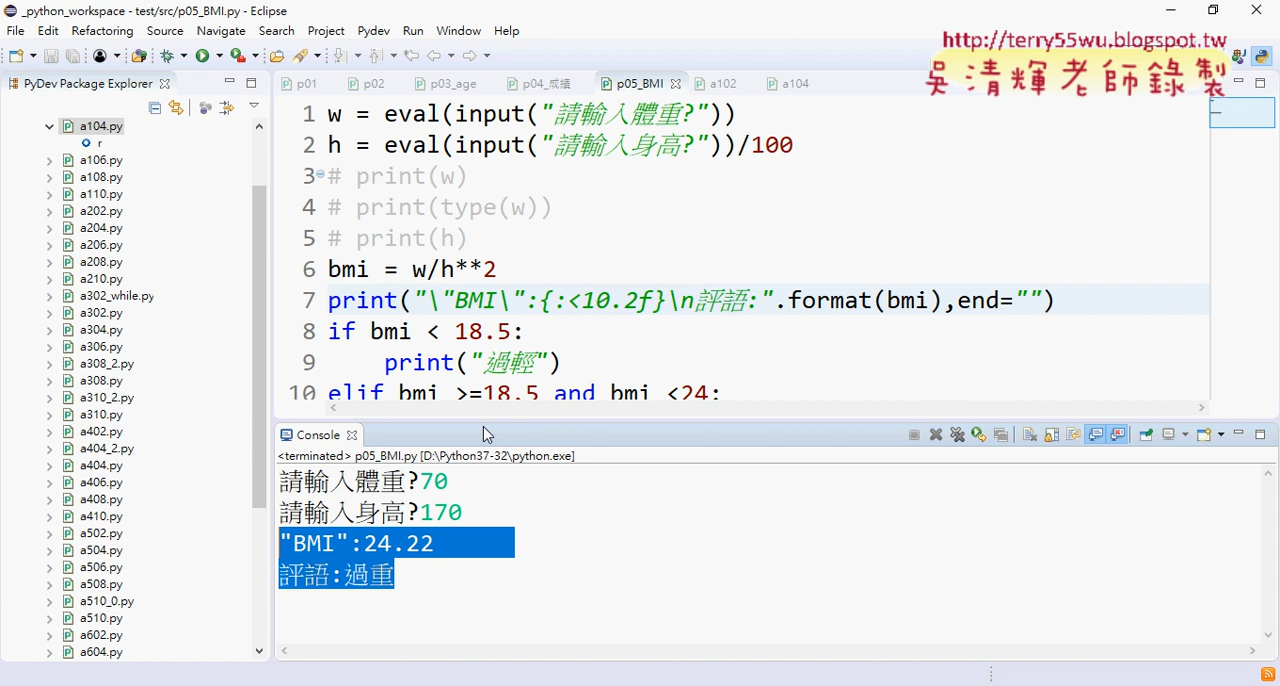 _python_workspace - test/src/p05_BMI.py - Eclipse
File Edit Refactoring Source Navigate Search Project Pydev Run Window Help
http://terry55wu.blogspot.tw
吳清輝老師錄製
PyDev Package Explorer
p01 p02 p03_age p04_成績 p05_BMI a102 a104
a104.py
r
a106.py
a108.py
a110.py
a202.py
a204.py
a206.py
a208.py
a210.py
a302_while.py
a302.py
a304.py
a306.py
a308_2.py
a308.py
a310_2.py
a310.py
a402.py
a404_2.py
a404.py
a406.py
a408.py
a410.py
a502.py
a504.py
a506.py
a508.py
a510_0.py
a510.py
a602.py
a604.py
1 w = eval(input("請輸入體重?"))
2 h = eval(input("請輸入身高?"))/100
3 # print(w)
4 # print(type(w))
5 # print(h)
6 bmi = w/h**2
7 print("\"BMI\":{:<10.2f}\n評語:".format(bmi),end="")
8 if bmi < 18.5:
9 print("過輕")
10 elif bmi >=18.5 and bmi <24:
Console
<terminated> p05_BMI.py [D:\Python37-32\python.exe]
請輸入體重?70
請輸入身高?170
"BMI":24.22
評語:過重